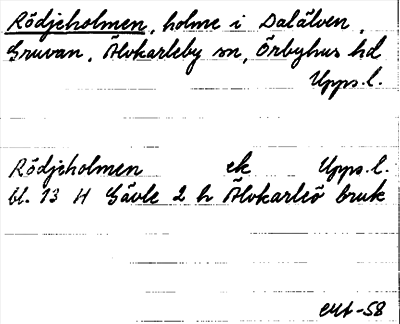 Rödjeholmen, holme i Dalälven,
Gruvan, Älvkarleby sn, Örbyhus hd
Upps. l.
Rödjeholmen ek Upps. l.
bl. 13 H Gävle 2 h Älvkarleö bruk
-58